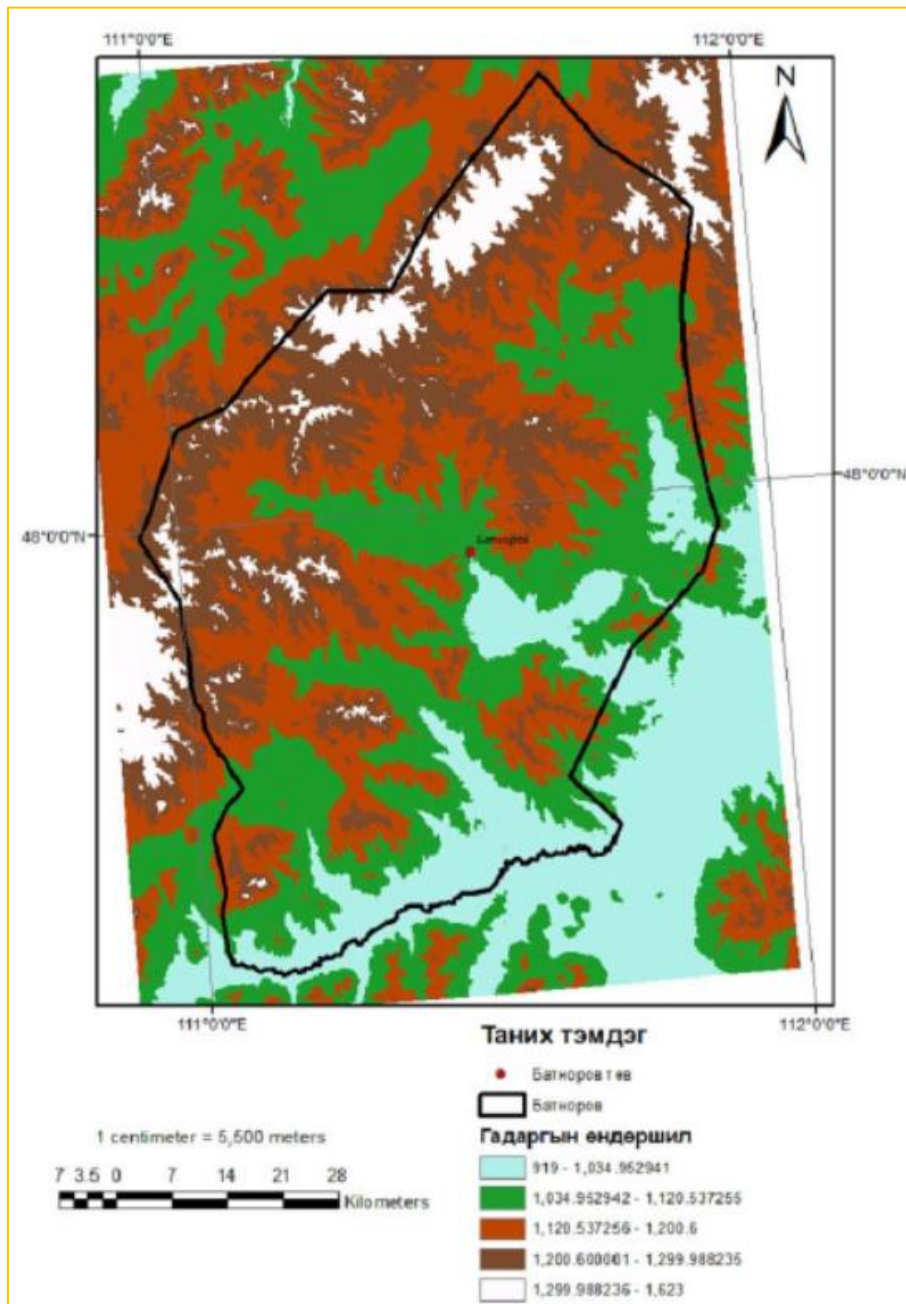 111°0'0"E
112°0'0"E
N
48°0'0"N
48°0'0"N
Батноров
111°0'0"E
112°0'0"E
Таних тэмдэг
Батноров төв
Батноров
Гадаргын өндөршил
919 - 1,034.952941
1,034.952942 - 1,120.537255
1,120.537256 - 1,200.6
1,200.600001 - 1,299.988235
1,299.988236 - 1,623
1 centimeter = 5,500 meters
7 3.5 0 7 14 21 28
Kilometers